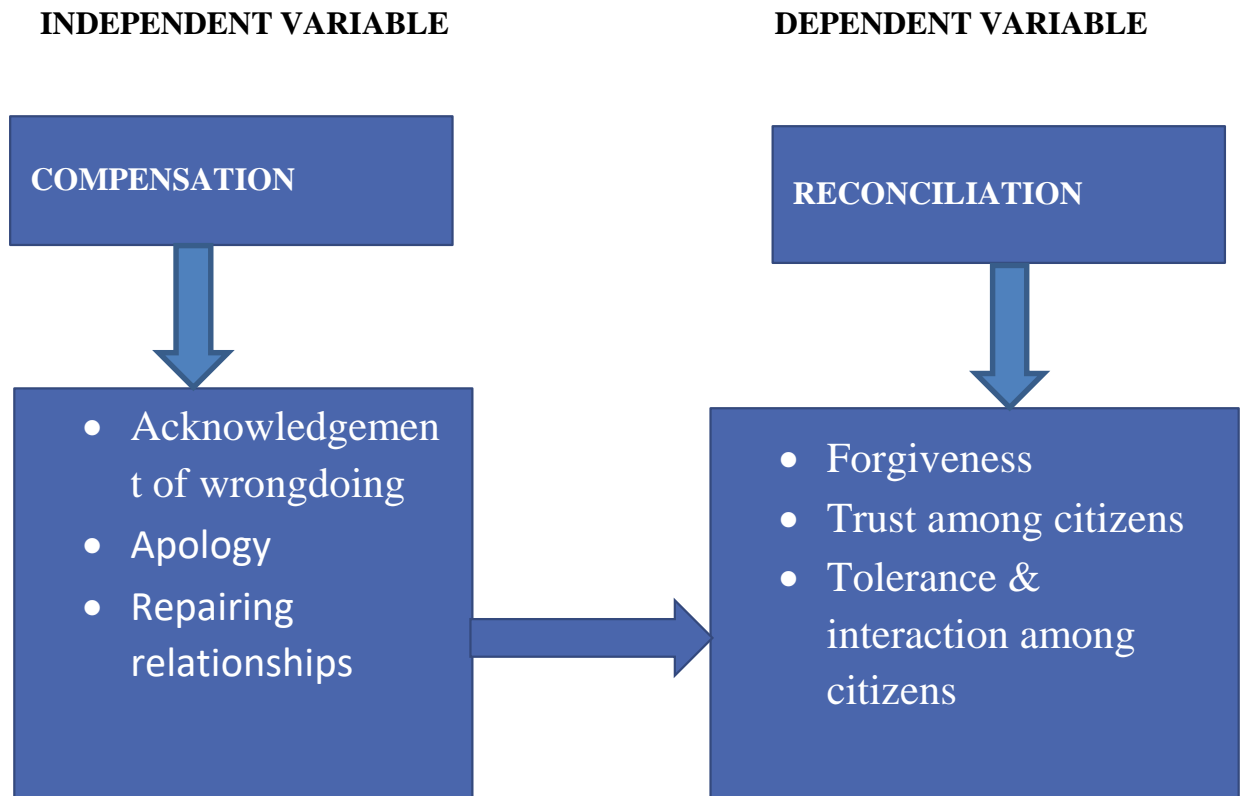 INDEPENDENT VARIABLE
DEPENDENT VARIABLE
COMPENSATION
RECONCILIATION
• Acknowledgemen
t of wrongdoing
• Apology
• Repairing
relationships
• Forgiveness
• Trust among citizens
• Tolerance &
interaction among
citizens